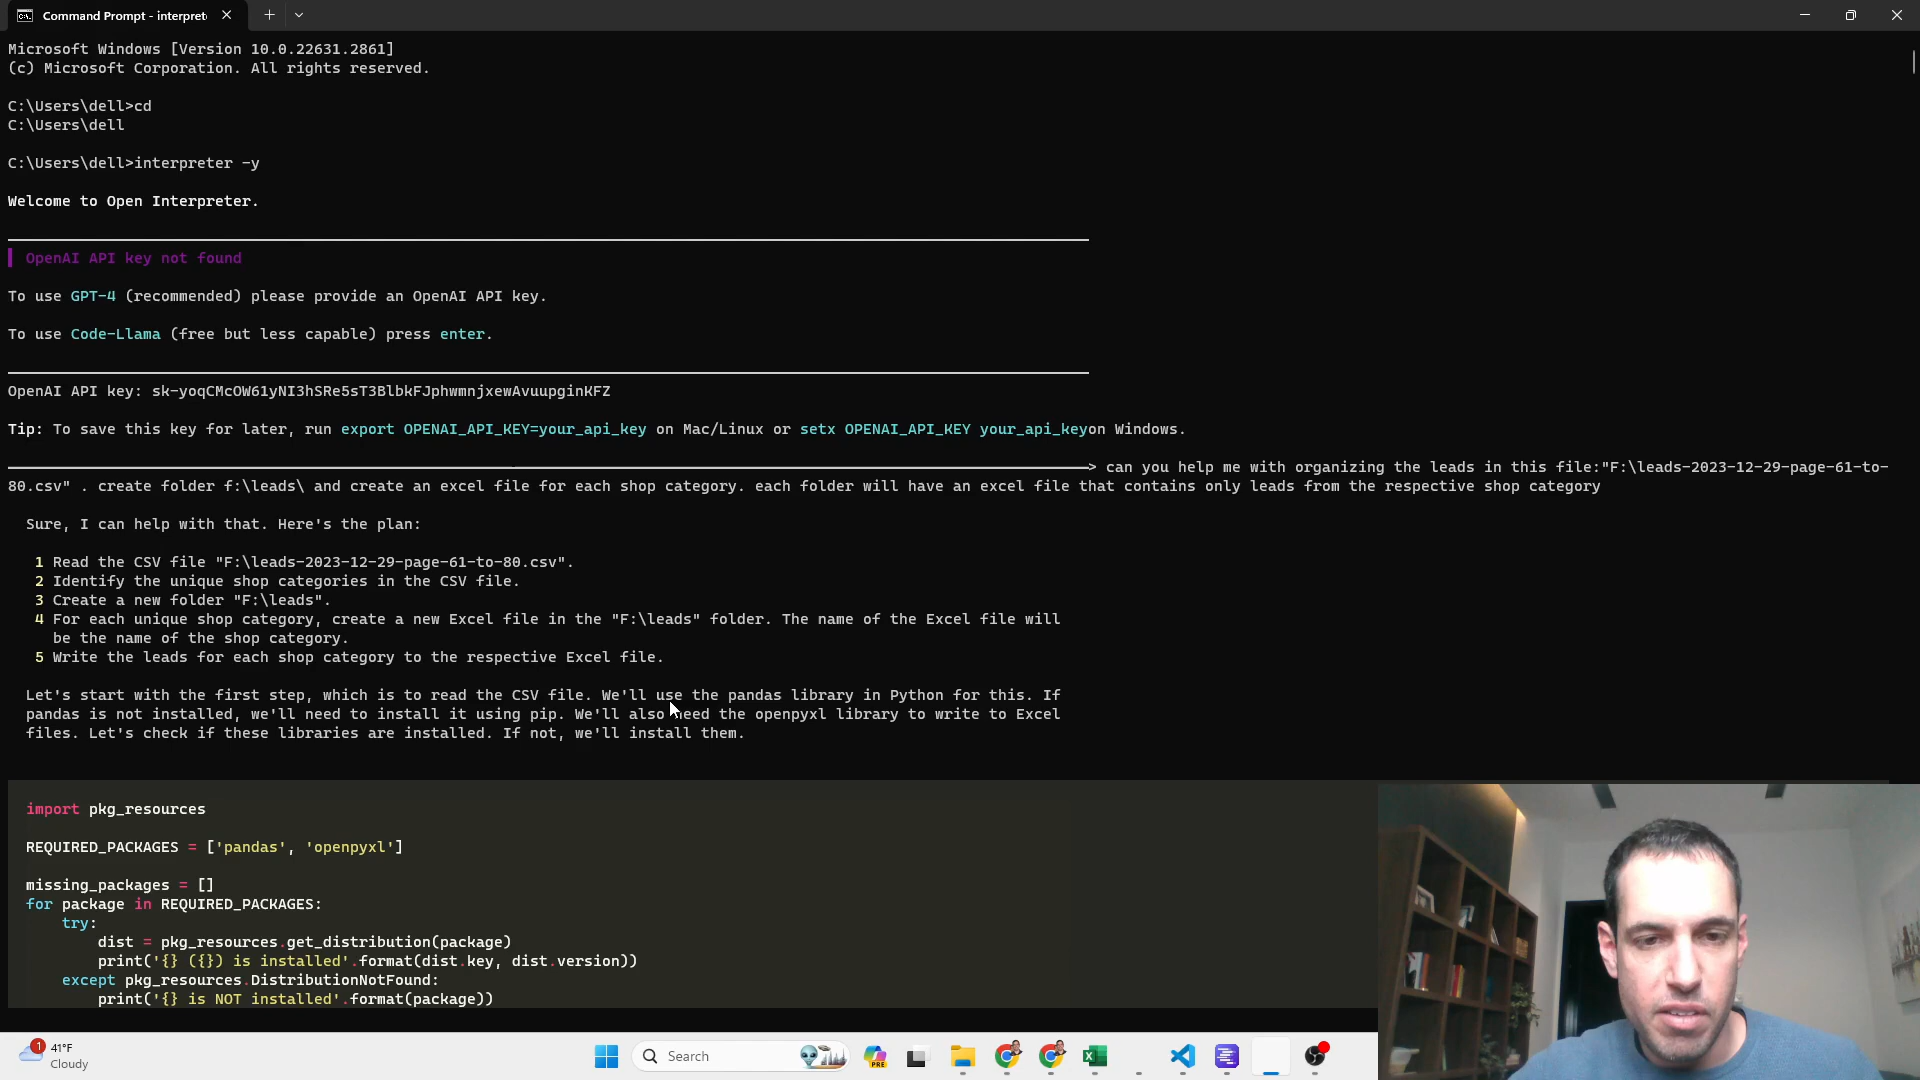 Command Prompt - interpret
Microsoft Windows [Version 10.0.22631.2861]
(c) Microsoft Corporation. All rights reserved.
C:\Users\dell>cd
C:\Users\dell
C:\Users\dell>interpreter -y
Welcome to Open Interpreter.
OpenAI API key not found
To use GPT-4 (recommended) please provide an OpenAI API key.
To use Code-Llama (free but less capable) press enter.
OpenAI API key: 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
Tip: To save this key for later, run export OPENAI_API_KEY=your_api_key on Mac/Linux or setx OPENAI_API_KEY your_api_keyon Windows.
> can you help me with organizing the leads in this file:"F:\leads-2023-12-29-page-61-to-
80.csv" . create folder f:\leads\ and create an excel file for each shop category. each folder will have an excel file that contains only leads from the respective shop category
Sure, I can help with that. Here's the plan:
1 Read the CSV file "F:\leads-2023-12-29-page-61-to-80.csv".
2 Identify the unique shop categories in the CSV file.
3 Create a new folder "F:\leads".
4 For each unique shop category, create a new Excel file in the "F:\leads" folder. The name of the Excel file will
be the name of the shop category.
5 Write the leads for each shop category to the respective Excel file.
Let's start with the first step, which is to read the CSV file. We'll use the pandas library in Python for this. If
pandas is not installed, we'll need to install it using pip. We'll also need the openpyxl library to write to Excel
files. Let's check if these libraries are installed. If not, we'll install them.
import pkg_resources
REQUIRED_PACKAGES = ['pandas', 'openpyxl']
missing_packages = []
for package in REQUIRED_PACKAGES:
try:
dist = pkg_resources.get_distribution(package)
print('{} ({}) is installed'.format(dist.key, dist.version))
except pkg_resources.DistributionNotFound:
print('{} is NOT installed'.format(package))
1
41°F
Cloudy
Search
PRE